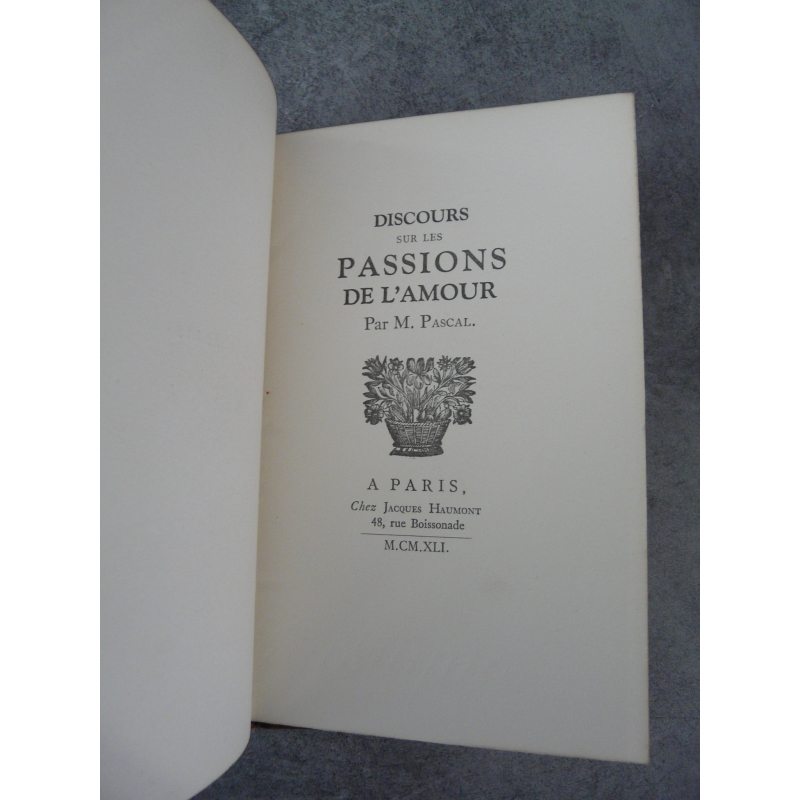 DISCOURS
SUR LES
PASSIONS
DE L'AMOUR
Par M. PASCAL.
A PARIS,
Chez JACQUES HAUMONT
48, rue Boissonade
M.CM.XLI.